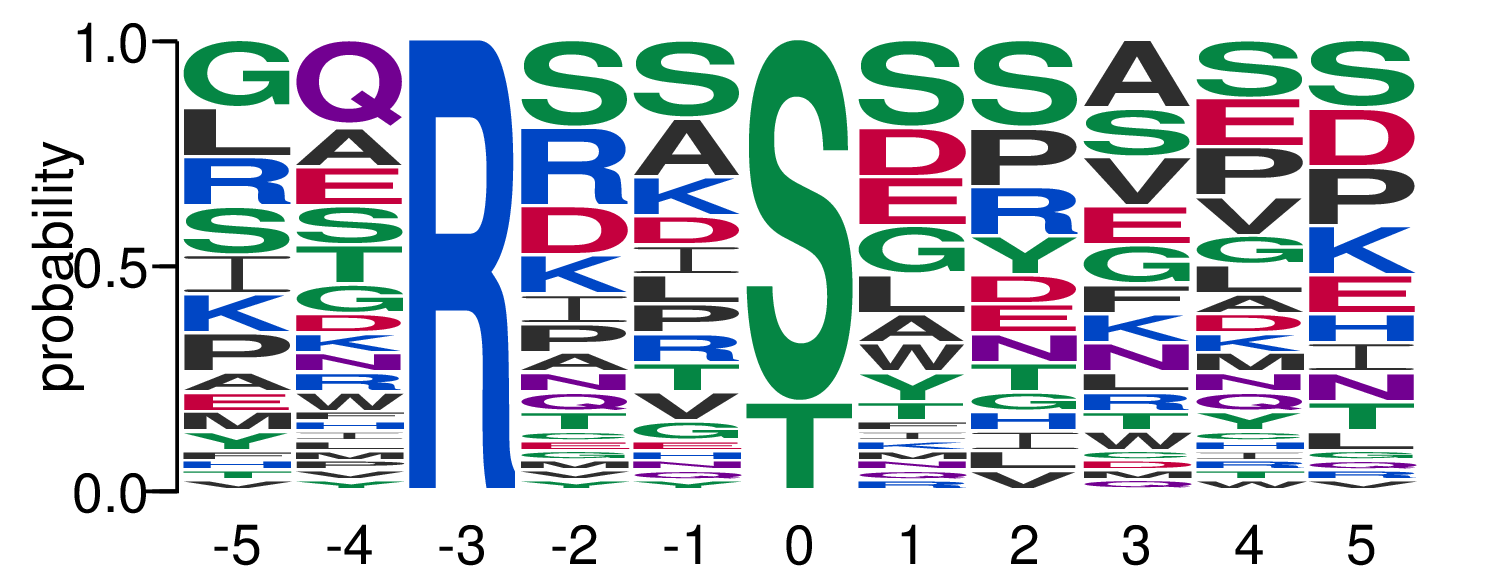 probability
1.0
0.5
0.0
G L R S I K P A E M Y F H T V
Q A E S T G D K N R W F H I L M V Y
R
S R D K I P A N Q T C E G M V Y
S A K D I L P R T V G E H N Q Y
S T
S D E G L A W Y T F I K M N Q R
S P R Y D E N T G H I L V
A S V E G F K N L R T W C D M Q
S E P V G L A D K M N Q Y C H I R T W
S D P K E H I N T L G Q R V
-5 -4 -3 -2 -1 0 1 2 3 4 5